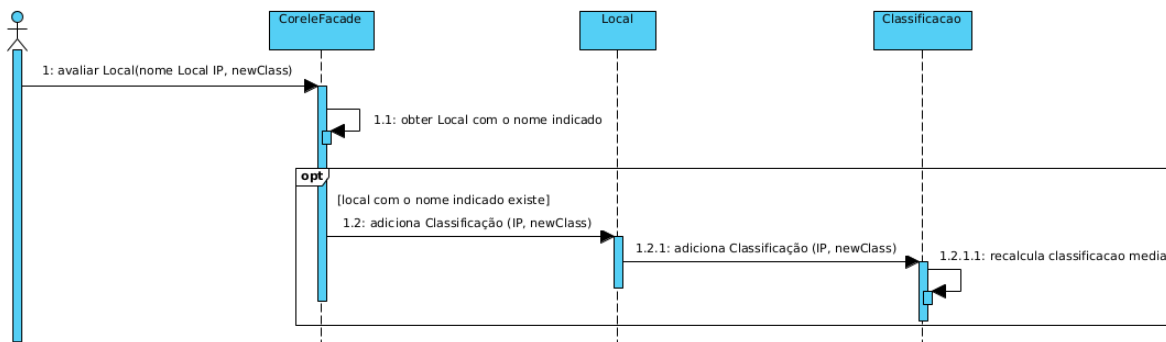 CoreleFacade
Local
Classificacao
1: avaliar Local(nome Local IP, newClass)
1.1: obter Local com o nome indicado
opt
[local com o nome indicado existe]
1.2: adiciona Classificação (IP, newClass)
1.2.1: adiciona Classificação (IP, newClass)
1.2.1.1: recalcula classificacao media